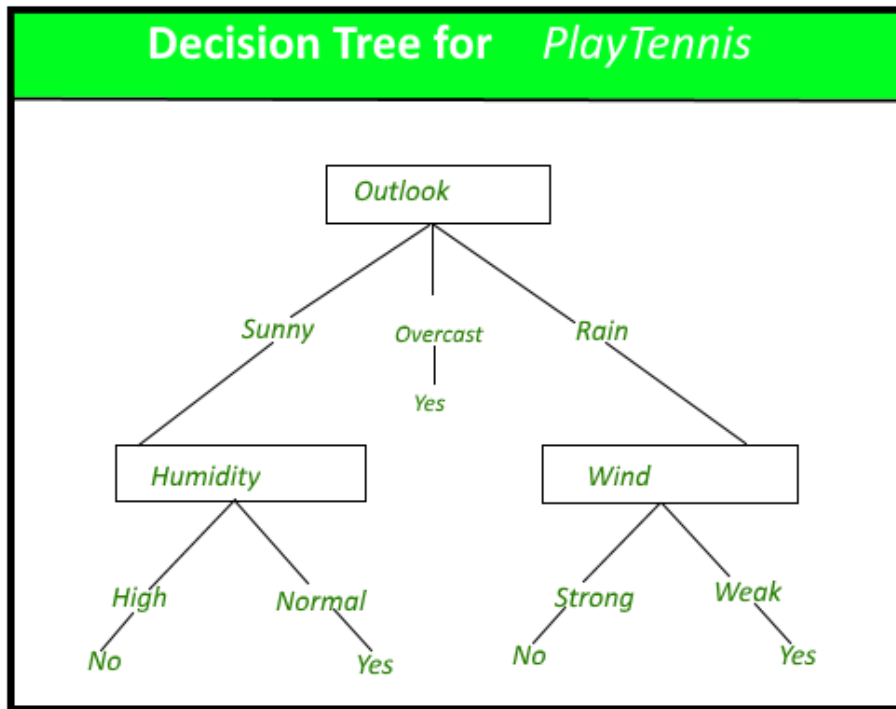 Decision Tree for PlayTennis
Outlook
Sunny Overcast Rain
Yes
Humidity Wind
High Normal Strong Weak
No Yes No Yes